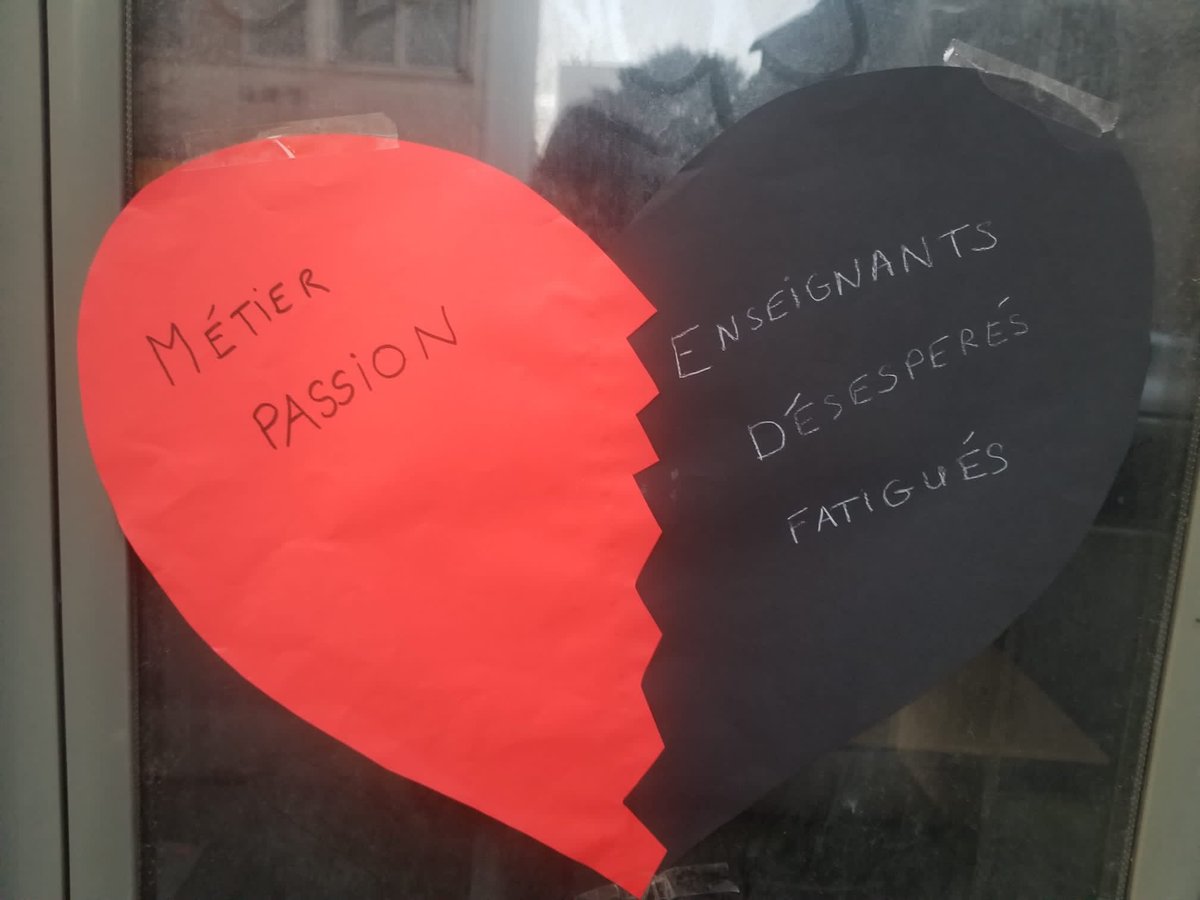 MÉTiER
PASSiON
ENSEiGNANTS
DÉSESPERÉS
FATIGUÉS